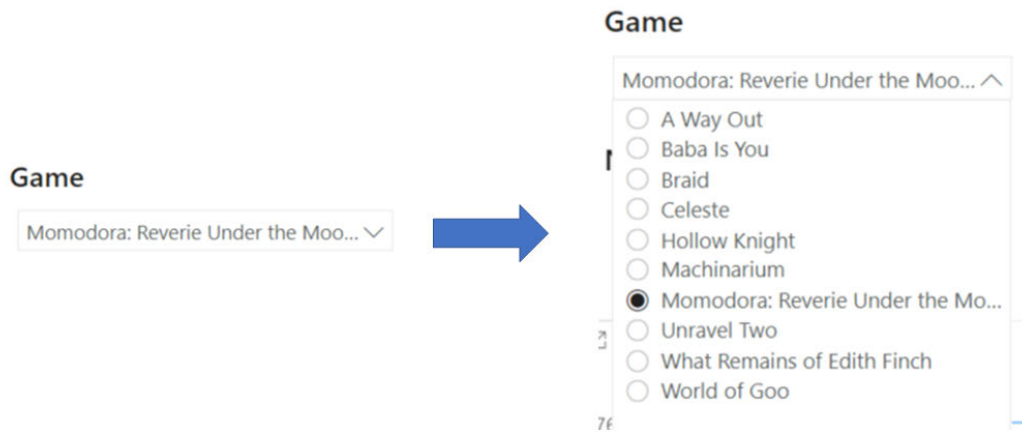 Game
Momodora: Reverie Under the Moo...
Game
Momodora: Reverie Under the Moo...
A Way Out
Baba Is You
Braid
Celeste
Hollow Knight
Machinarium
Momodora: Reverie Under the Mo...
Unravel Two
What Remains of Edith Finch
World of Goo